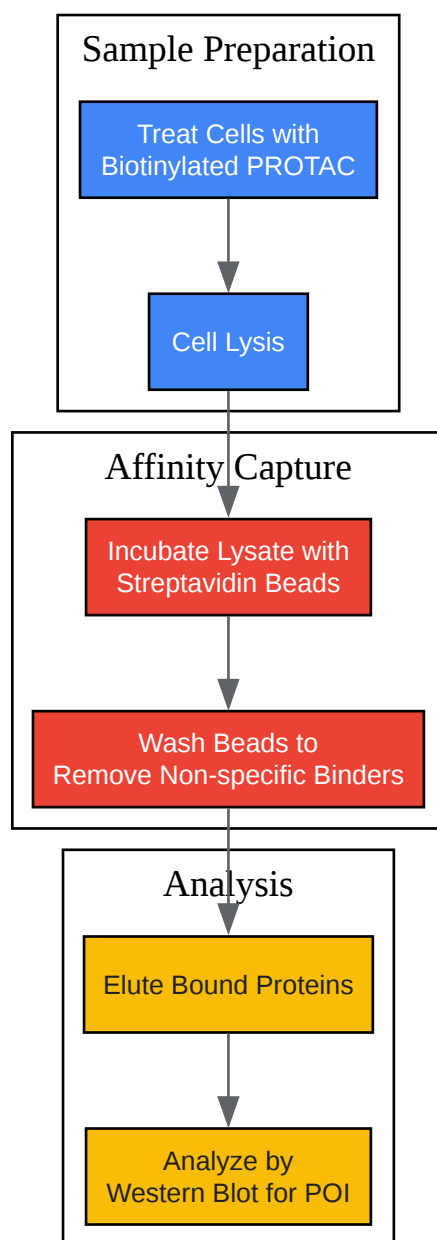 Sample Preparation
Treat Cells with
Biotinylated PROTAC
Cell Lysis
Affinity Capture
Incubate Lysate with
Streptavidin Beads
Wash Beads to
Remove Non-specific Binders
Analysis
Elute Bound Proteins
Analyze by
Western Blot for POI